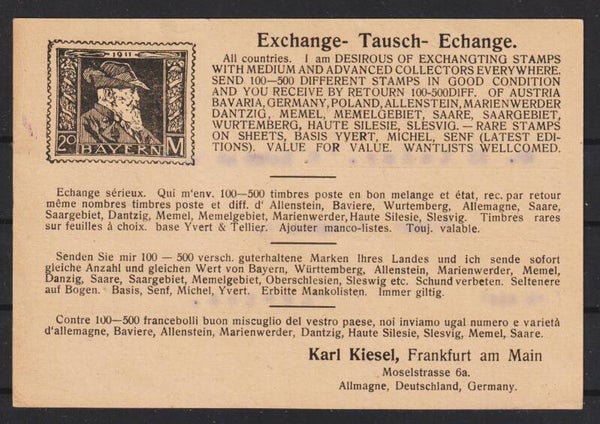 1911
20 BAYERN M
Exchange- Tausch- Echange.
All countries. I am DESIROUS OF EXCHANGTING STAMPS
WITH MEDIUM AND ADVANCED COLLECTORS EVERYWHERE.
SEND 100—500 DIFFERENT STAMPS IN GOOD CONDITION
AND YOU RECEIVE BY RETOURN 100-500DIFF. OF AUSTRIA
BAVARIA, GERMANY, POLAND, ALLENSTEIN, MARIENWERDER
DANTZIG, MEMEL, MEMELGEBIET, SAARE, SAARGEBIET,
WURTEMBERG, HAUTE SILESIE, SLESVIG. — RARE STAMPS
ON SHEETS, BASIS YVERT, MICHEL, SENF (LATEST EDI-
TIONS). VALUE FOR VALUE. WANTLISTS WELLCOMED.
Echange sérieux. Qui m'env. 100—500 timbres poste en bon melange et état, rec. par retour
même nombres timbres poste et diff. d' Allenstein, Baviere, Wurtemberg, Allemagne, Saare,
Saargebiet, Dantzig, Memel, Memelgebiet, Marienwerder, Haute Silesie, Slesvig. Timbres rares
sur feuilles à choix. base Yvert & Tellier. Ajouter manco-listes. Touj. valable.
Senden Sie mir 100 — 500 versch. guterhaltene Marken Ihres Landes und ich sende sofort
gleiche Anzahl und gleichen Wert von Bayern, Württemberg, Allenstein, Marienwerder, Memel,
Danzig, Saare, Saargebiet, Memelgebiet, Oberschlesien, Sleswig etc. Schund verbeten. Seltenere
auf Bogen. Basis, Senf, Michel, Yvert. Erbitte Mankolisten. Immer giltig.
Contre 100—500 francebolli buon miscuglio del vestro paese, noi inviamo ugal numero e varietà
d'allemagne, Baviere, Allenstein, Marienwerder, Dantzig, Haute Silesie, Slesvig, Memel, Saare.
Karl Kiesel, Frankfurt am Main
Moselstrasse 6a.
Allmagne, Deutschland, Germany.